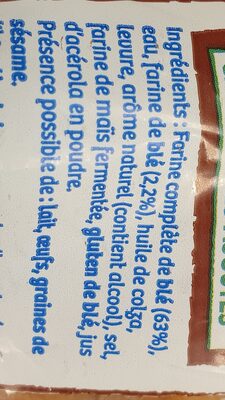 Ingrédients : Farine complète de blé (63%),
eau, farine de blé (2,2%), huile de colza,
levure, arôme naturel (contient alcool), sel,
farine de maïs fermentée, gluten de blé, jus
d'acérola en poudre.
Présence possible de : lait, œufs, graines de
sésame.